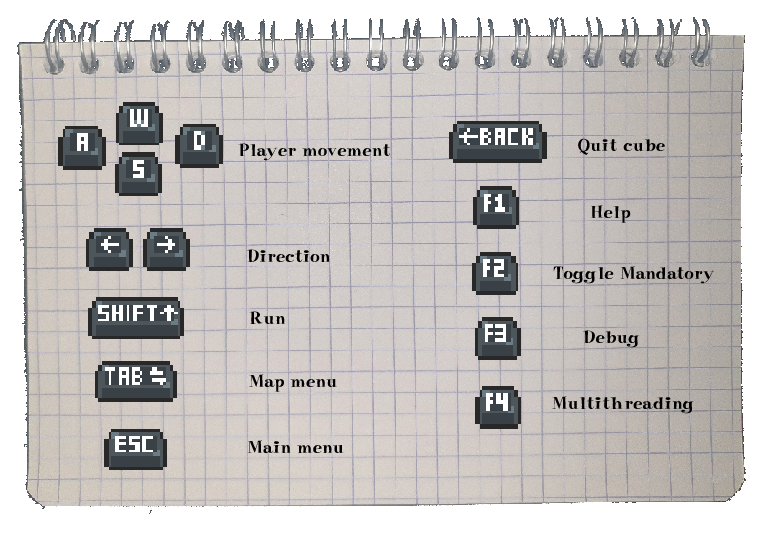 W
A D Player movement
S
← → Direction
SHIFT↑ Run
TAB ⇆ Map menu
ESC Main menu
←BACK Quit cube
F1 Help
F2 Toggle Mandatory
F3 Debug
F4 Multithreading